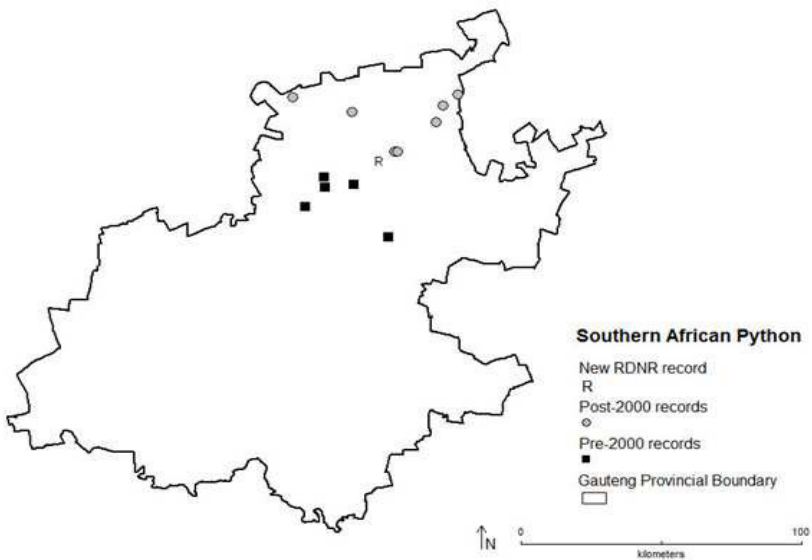 R
Southern African Python
New RDNR record
R
Post-2000 records
Pre-2000 records
Gauteng Provincial Boundary
N
0 100
kilometers